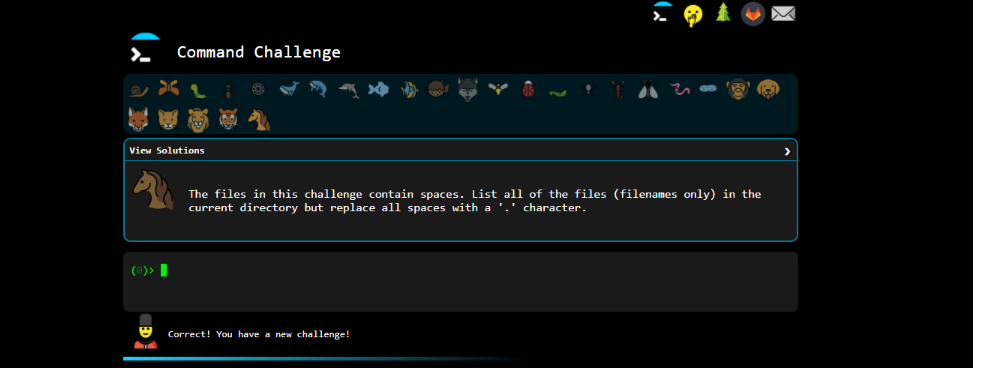 Command Challenge
View Solutions
The files in this challenge contain spaces. List all of the files (filenames only) in the
current directory but replace all spaces with a '.' character.
(0)>
Correct! You have a new challenge!